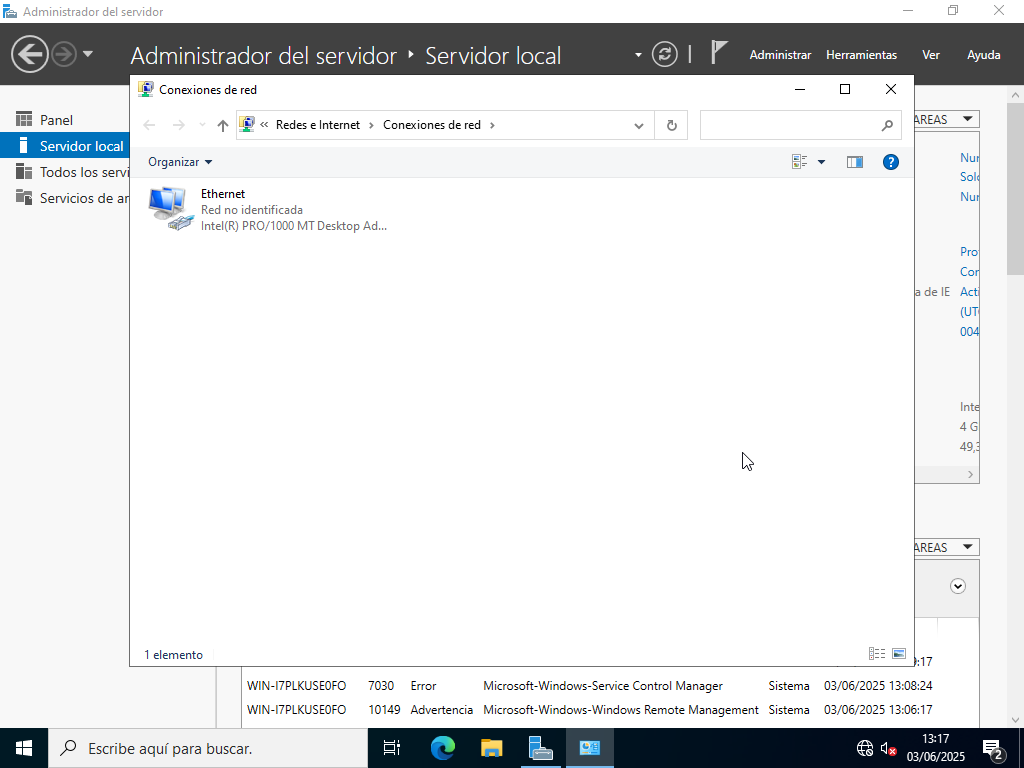 Administrador del servidor
Administrador del servidor ‣ Servidor local
Administrar Herramientas Ver Ayuda
Conexiones de red
Redes e Internet Conexiones de red
Organizar
Panel
Servidor local
Todos los servi
Servicios de ar
Ethernet
Red no identificada
Intel(R) PRO/1000 MT Desktop Ad...
AREAS
Nur
Solo
Nur
Pro
Cor
a de IE Acti
(UT
004
Inte
4 G
49,3
AREAS
1 elemento
:17
WIN-I7PLKUSE0FO 7030 Error Microsoft-Windows-Service Control Manager Sistema 03/06/2025 13:08:24
WIN-I7PLKUSE0FO 10149 Advertencia Microsoft-Windows-Windows Remote Management Sistema 03/06/2025 13:06:17
Escribe aquí para buscar.
13:17
03/06/2025
2